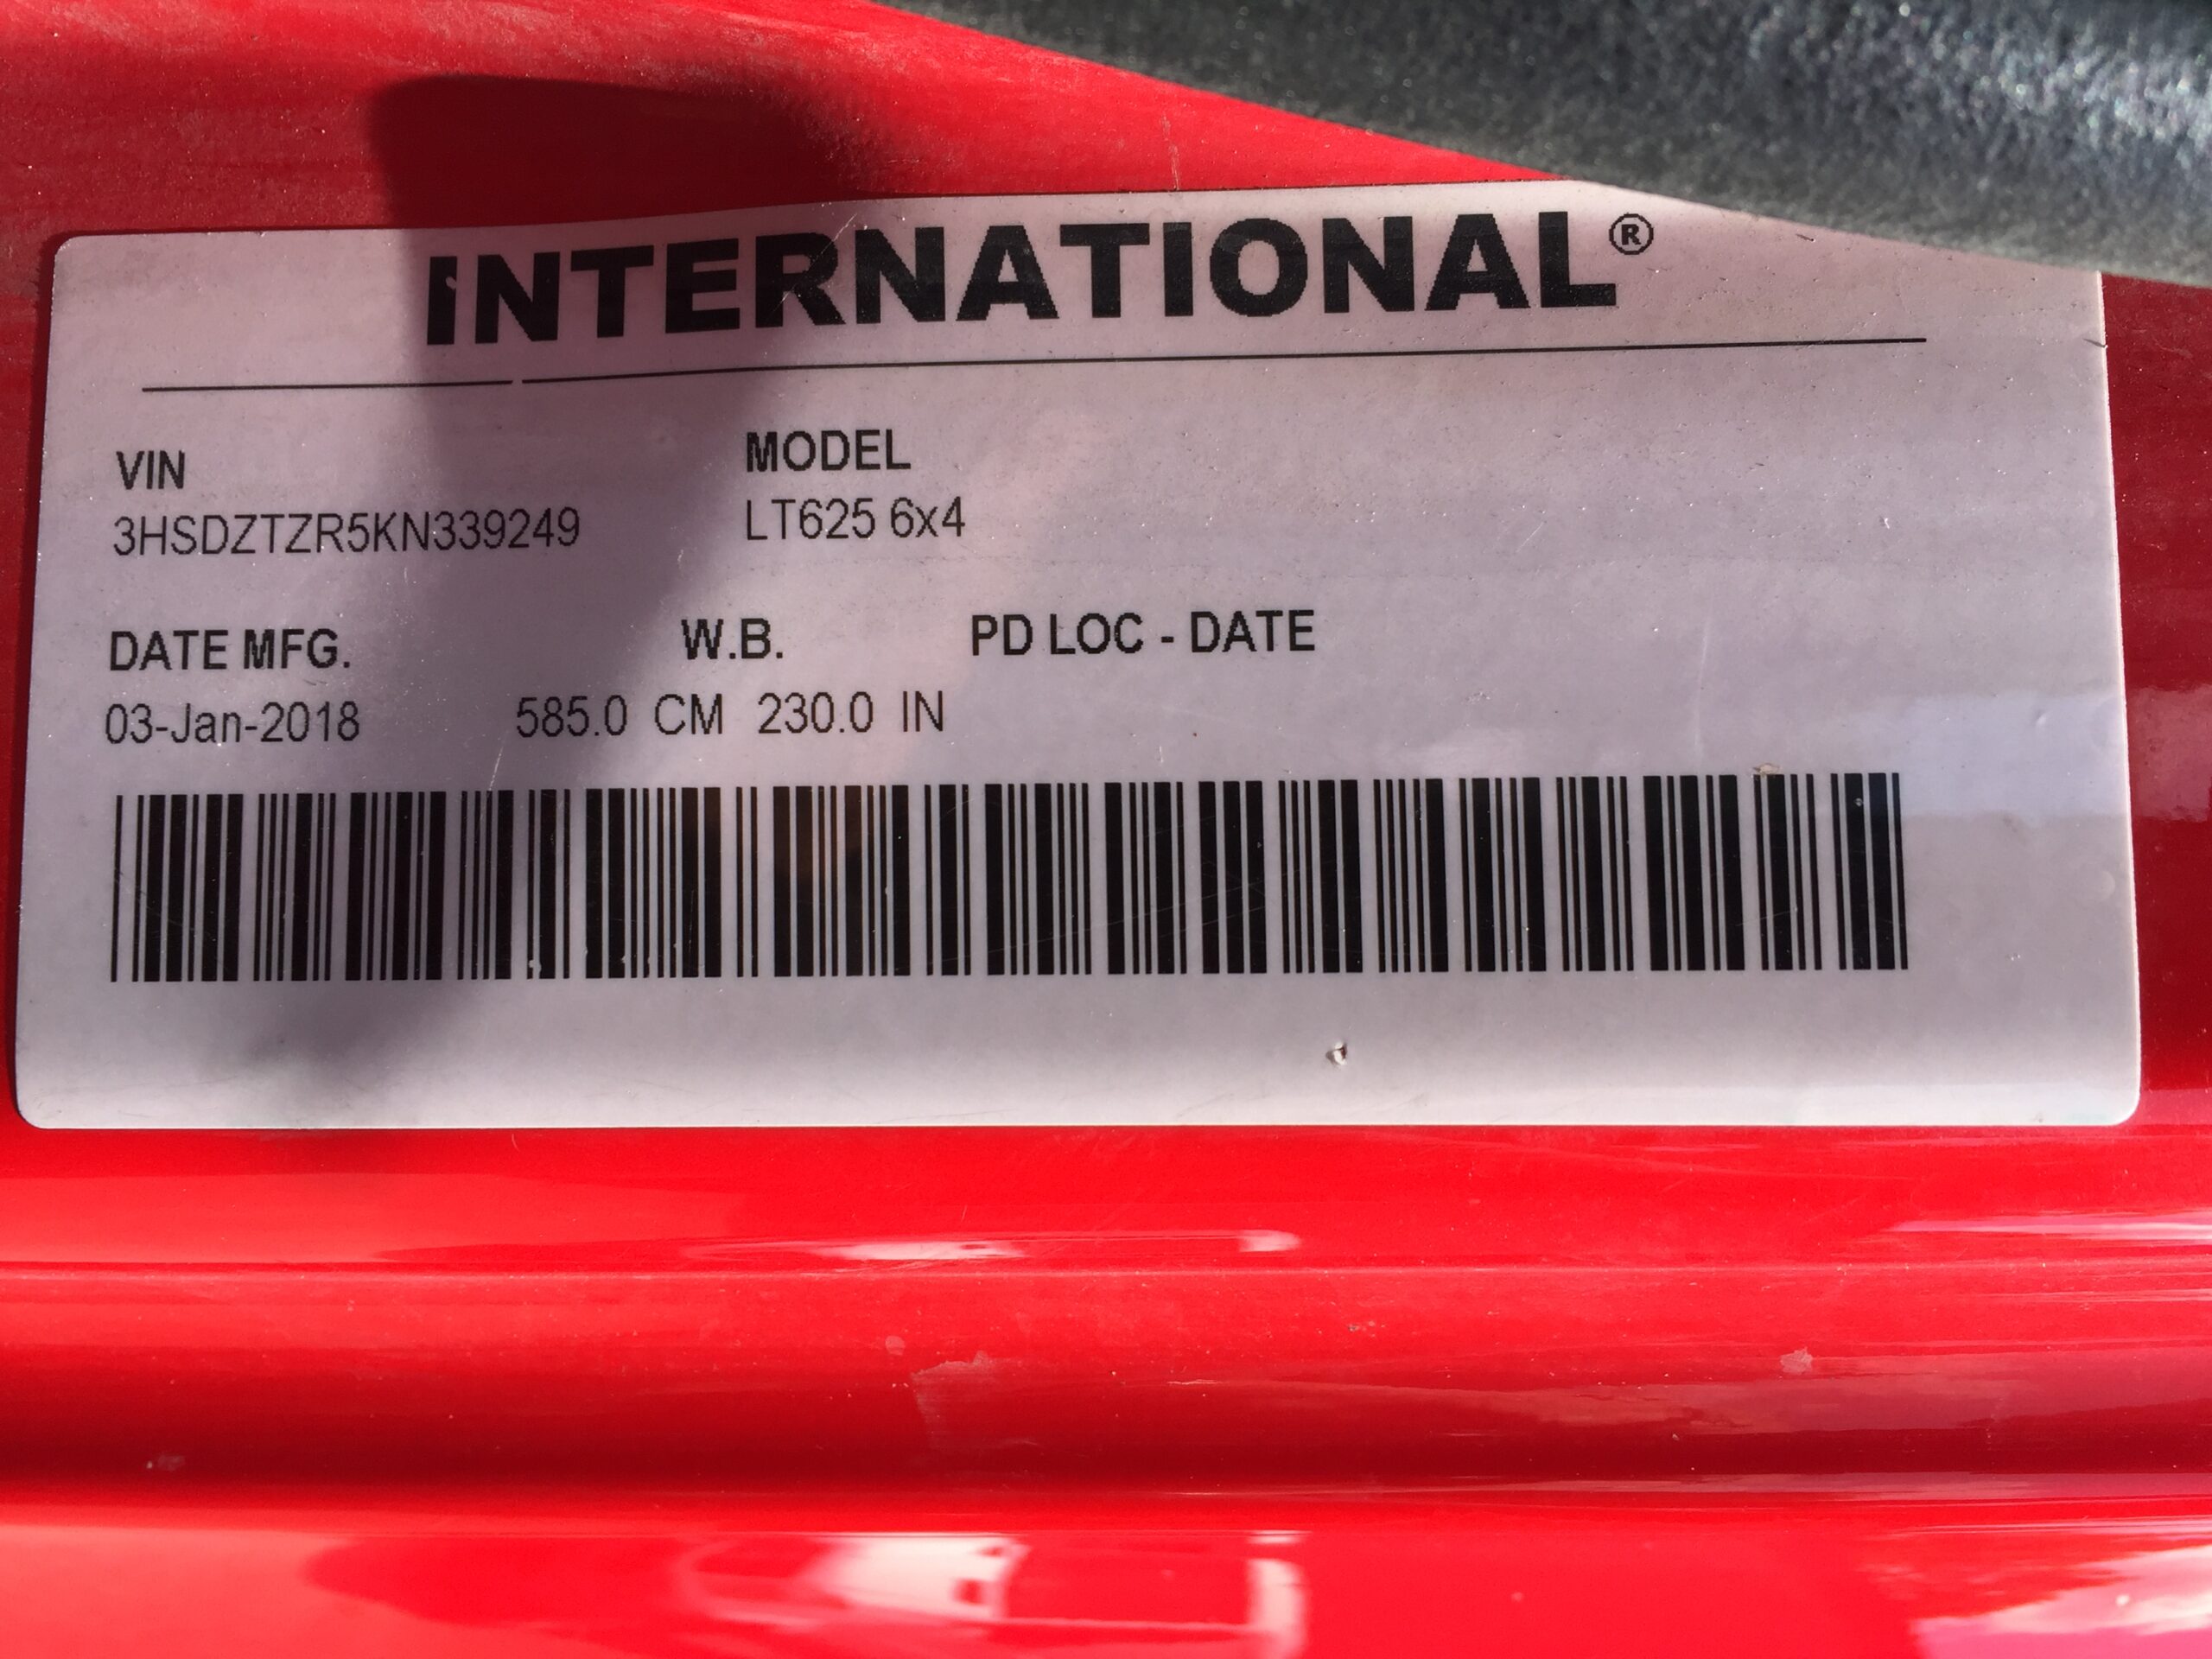 INTERNATIONAL®
VIN MODEL
3HSDZTZR5KN339249 LT625 6x4
DATE MFG. W.B. PD LOC - DATE
03-Jan-2018 585.0 CM 230.0 IN